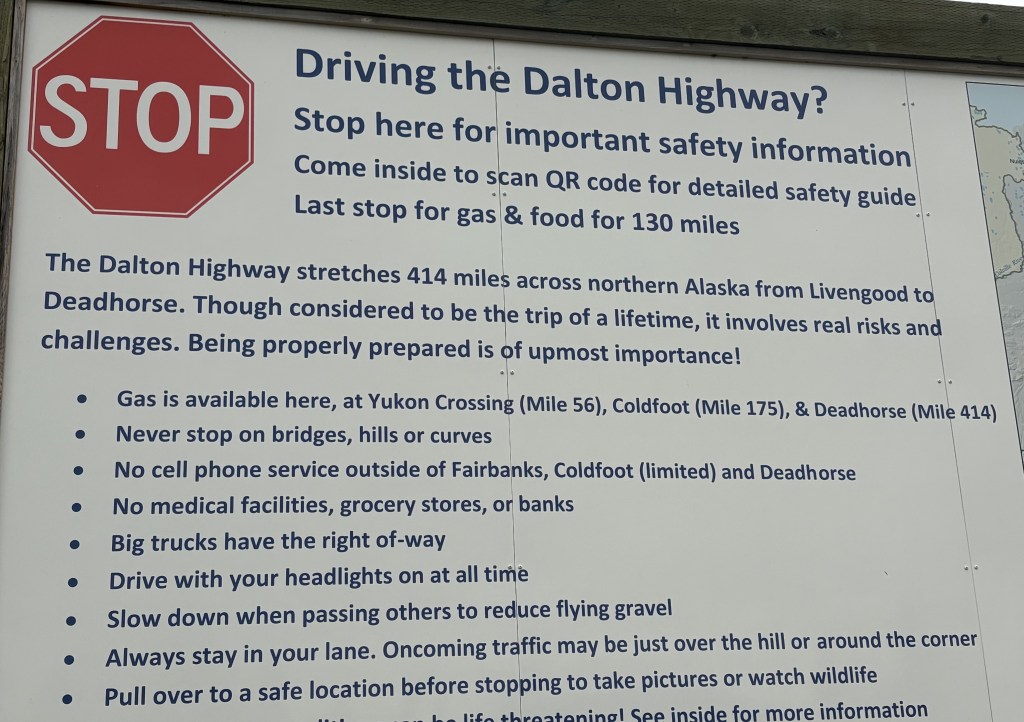 STOP
Driving the Dalton Highway?
Stop here for important safety information
Come inside to scan QR code for detailed safety guide
Last stop for gas & food for 130 miles
The Dalton Highway stretches 414 miles across northern Alaska from Livengood to
Deadhorse. Though considered to be the trip of a lifetime, it involves real risks and
challenges. Being properly prepared is of upmost importance!
• Gas is available here, at Yukon Crossing (Mile 56), Coldfoot (Mile 175), & Deadhorse (Mile 414)
• Never stop on bridges, hills or curves
• No cell phone service outside of Fairbanks, Coldfoot (limited) and Deadhorse
• No medical facilities, grocery stores, or banks
• Big trucks have the right of-way
• Drive with your headlights on at all time
• Slow down when passing others to reduce flying gravel
• Always stay in your lane. Oncoming traffic may be just over the hill or around the corner
• Pull over to a safe location before stopping to take pictures or watch wildlife
be life threatening! See inside for more information